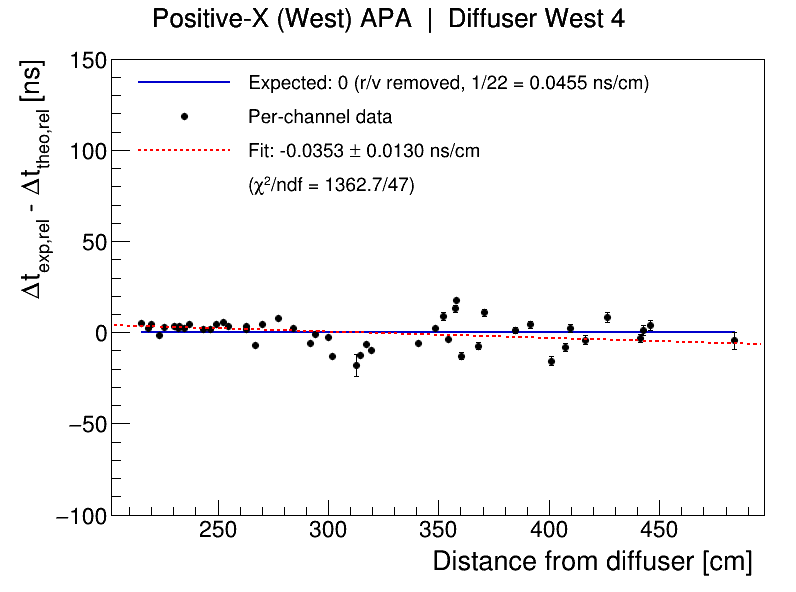 Positive-X (West) APA | Diffuser West 4
Δt_exp,rel - Δt_theo,rel [ns]
150
100
50
0
−50
−100
Expected: 0 (r/v removed, 1/22 = 0.0455 ns/cm)
Per-channel data
Fit: -0.0353 ± 0.0130 ns/cm
(χ²/ndf = 1362.7/47)
250 300 350 400 450
Distance from diffuser [cm]